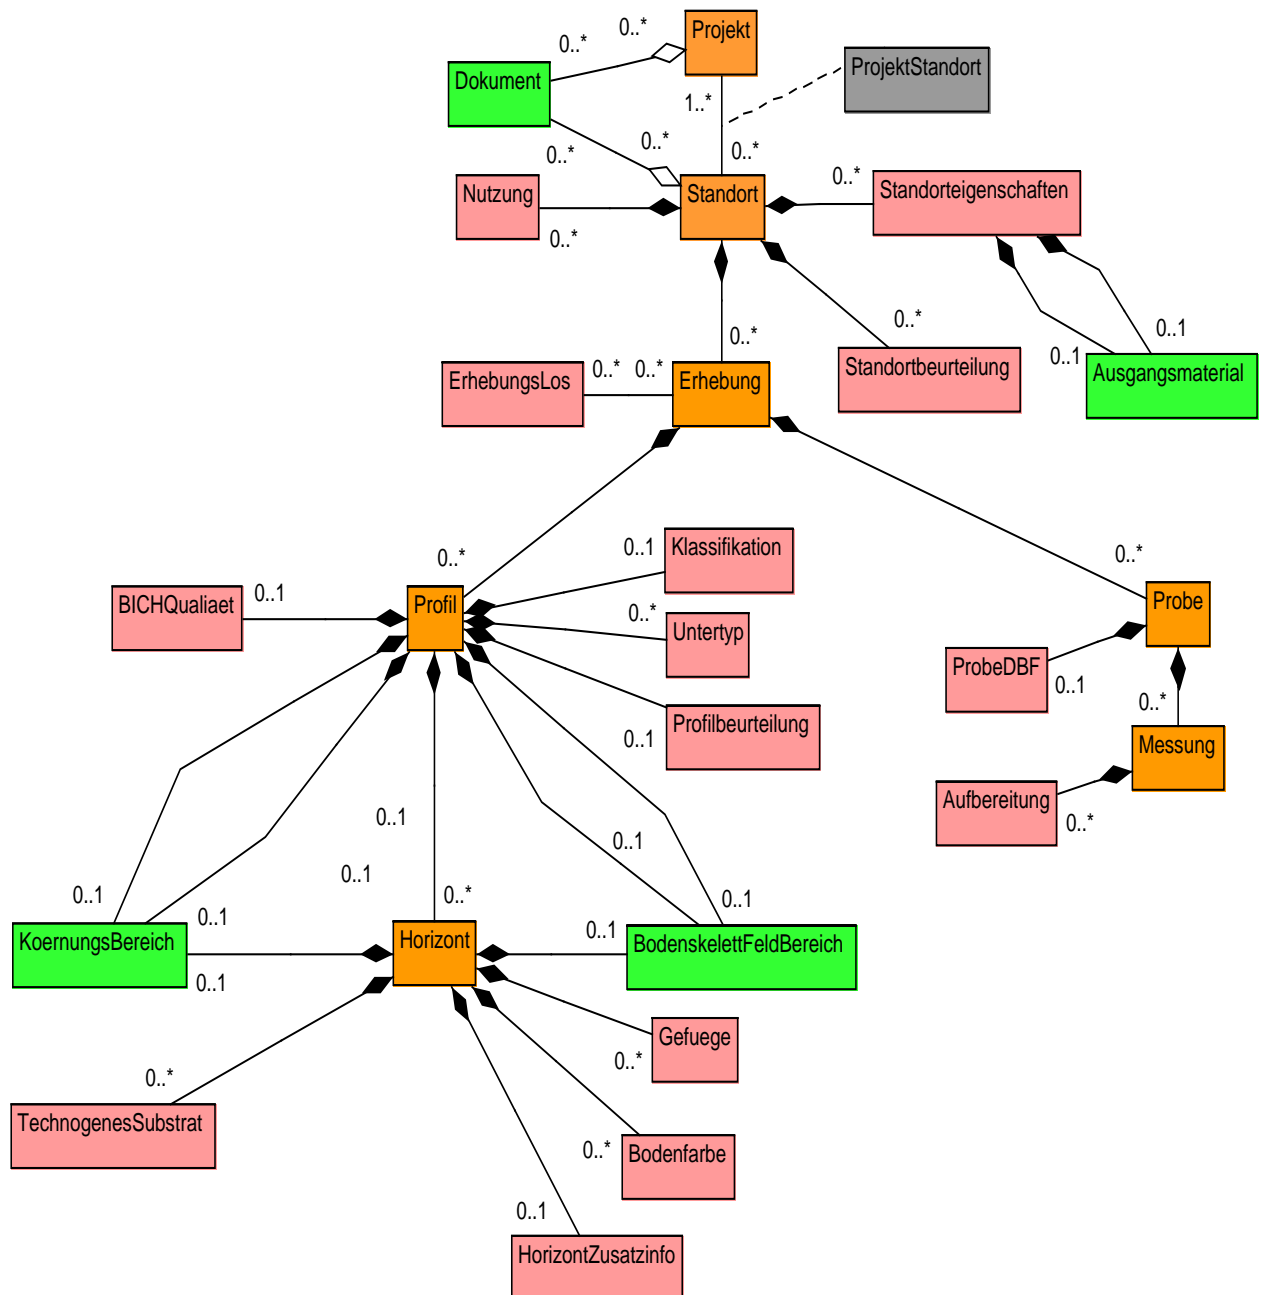 Projekt
0..*
0..*
ProjektStandort
Dokument
1..*
0..*
0..*
0..*
0..*
Nutzung
Standort
Standorteigenschaften
0..*
0..*
0..*
0..*
0..1
0..1
ErhebungsLos
0..*
0..*
Erhebung
Standortbeurteilung
Ausgangsmaterial
0..1
Klassifikation
0..*
0..*
BICHQualiaet
0..1
Profil
0..*
Untertyp
Probe
ProbeDBF
0..1
0..1
Profilbeurteilung
0..*
Messung
Aufbereitung
0..*
0..1
0..1
0..1
0..1
0..1
0..*
0..1
KoernungsBereich
0..1
Horizont
0..1
BodenskelettFeldBereich
0..1
Gefuege
0..*
0..*
TechnogenesSubstrat
0..*
Bodenfarbe
0..1
HorizontZusatzinfo